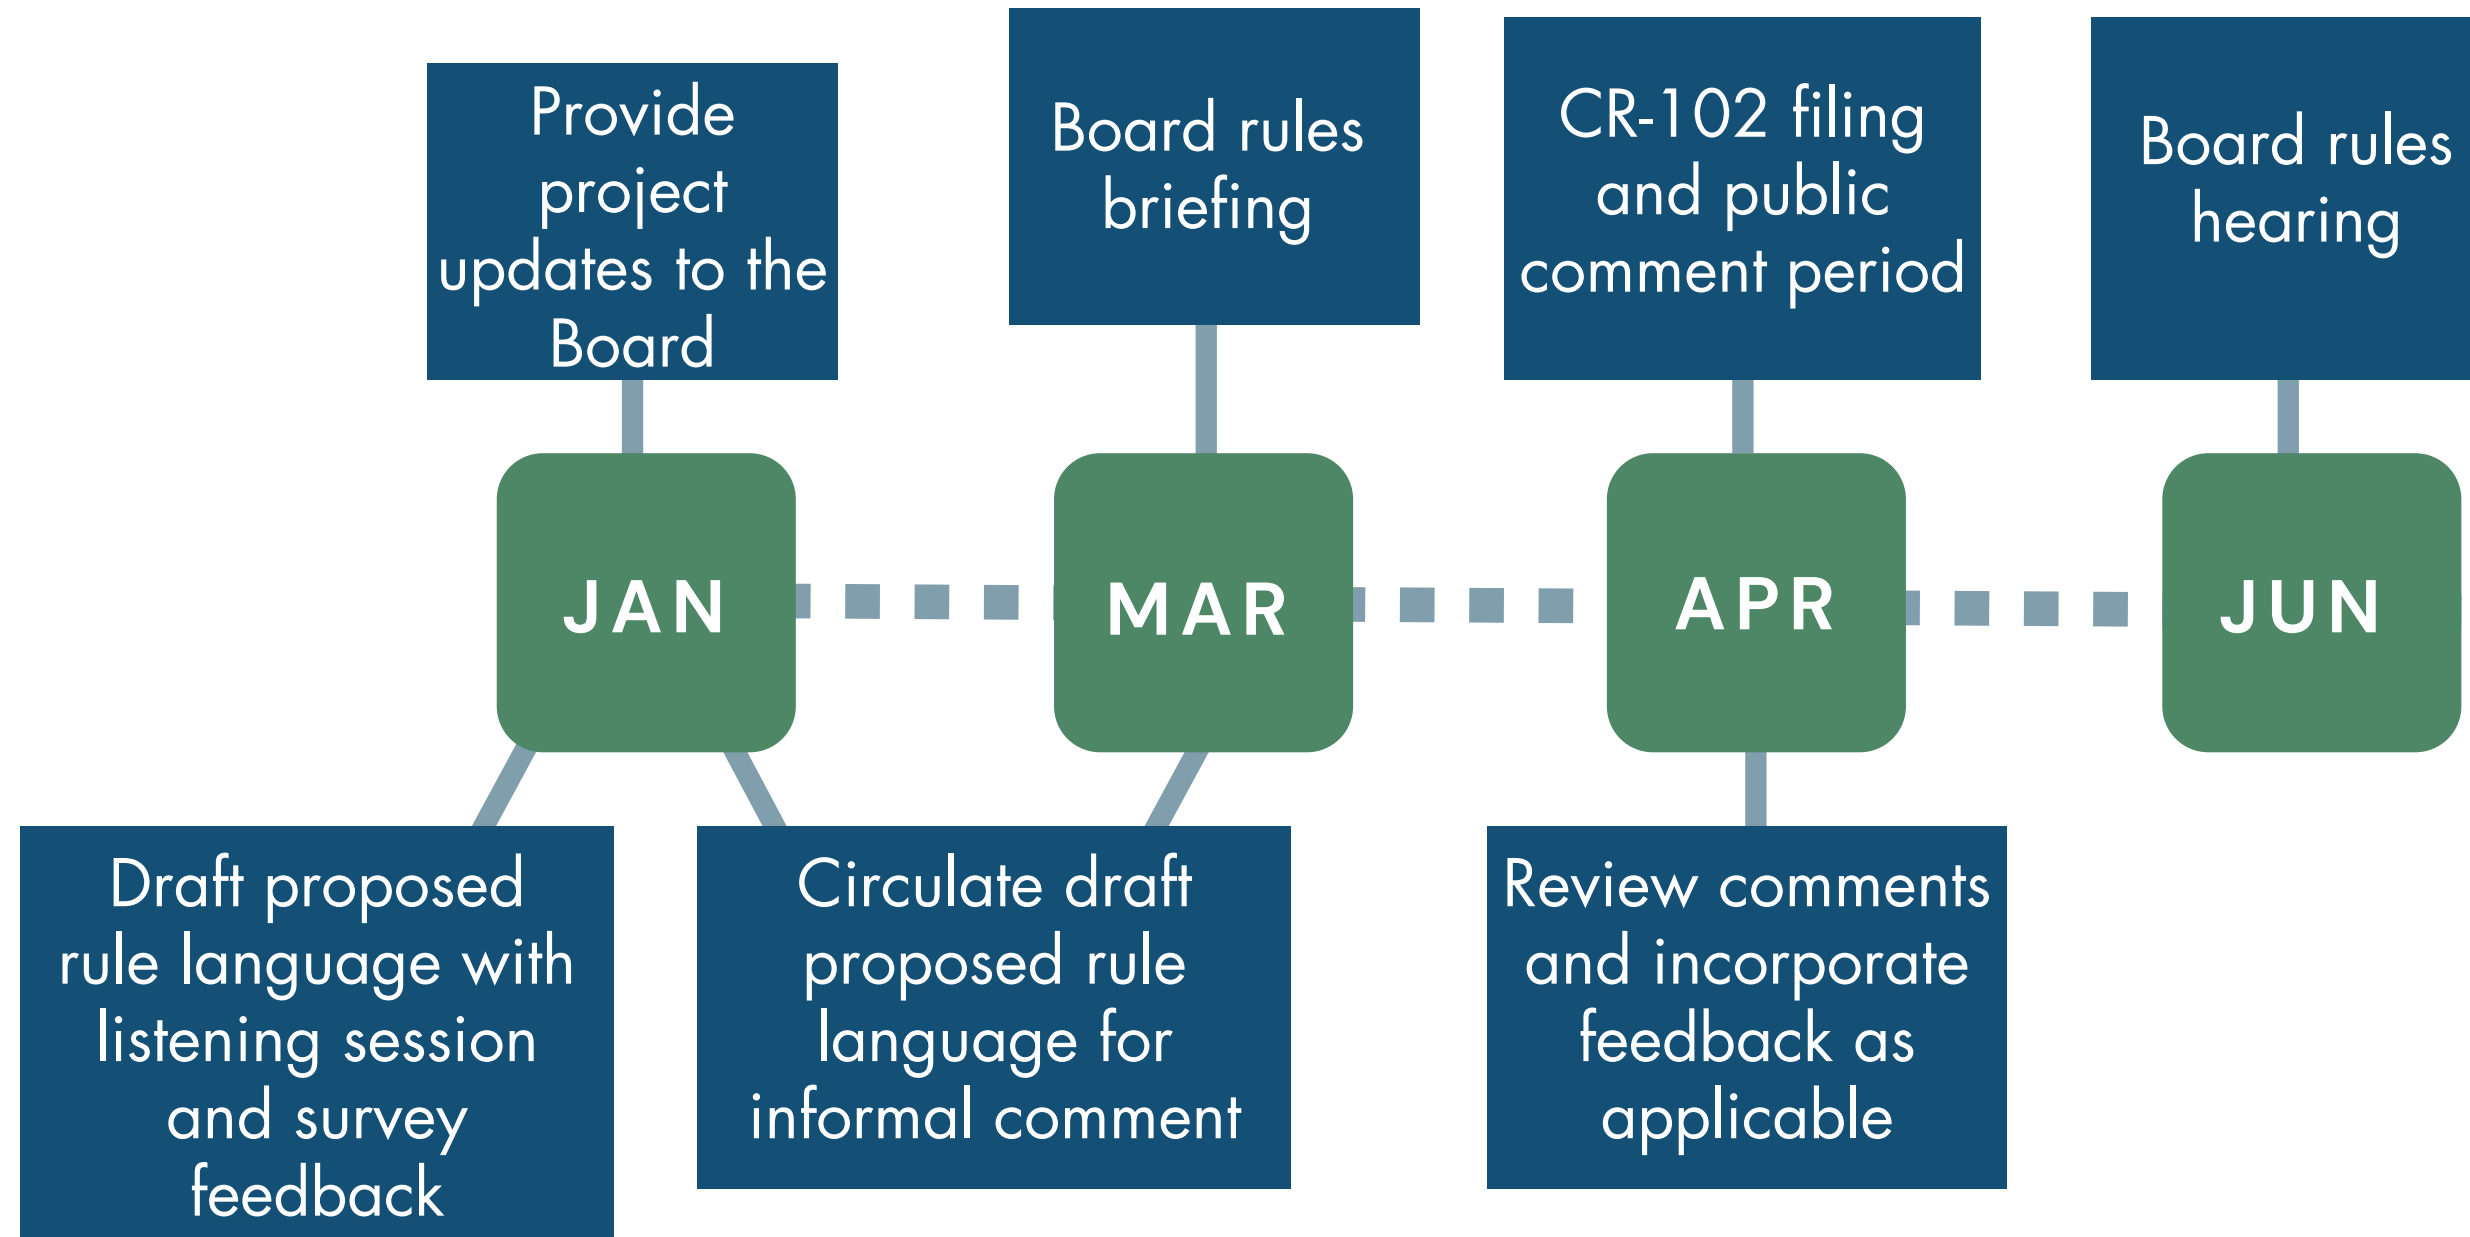 Provide
project
updates to the
Board
Board rules
briefing
CR-102 filing
and public
comment period
Board rules
hearing
JAN
MAR
APR
JUN
Draft proposed
rule language with
listening session
and survey
feedback
Circulate draft
proposed rule
language for
informal comment
Review comments
and incorporate
feedback as
applicable